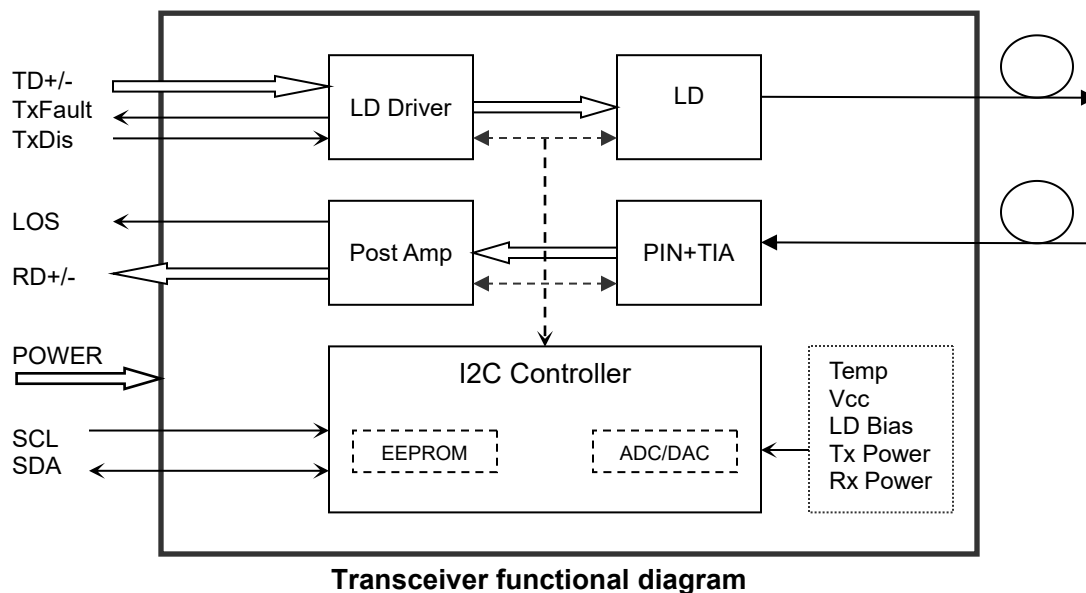 TD+/-
TxFault
TxDis
LD Driver
LD
LOS
RD+/-
Post Amp
PIN+TIA
POWER
SCL
SDA
I2C Controller
EEPROM
ADC/DAC
Temp
Vcc
LD Bias
Tx Power
Rx Power
Transceiver functional diagram